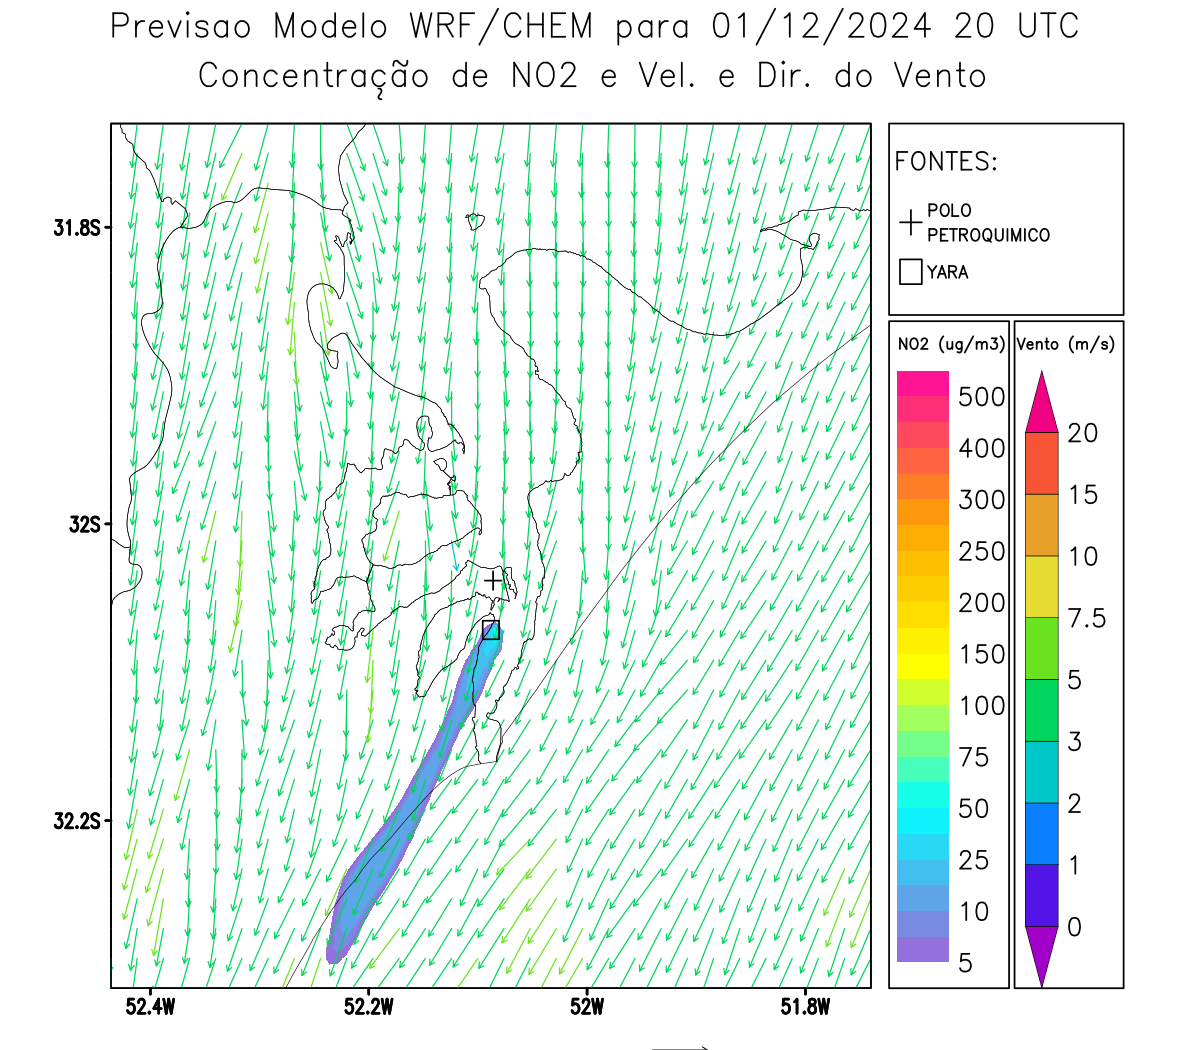 Previsao Modelo WRF/CHEM para 01/12/2024 20 UTC
Concentração de NO2 e Vel. e Dir. do Vento
FONTES:
POLO
PETROQUIMICO
YARA
NO2 (ug/m3)
500
400
300
250
200
150
100
75
50
25
10
5
Vento (m/s)
20
15
10
7.5
5
3
2
1
0
31.8S
32S
32.2S
52.4W
52.2W
52W
51.8W